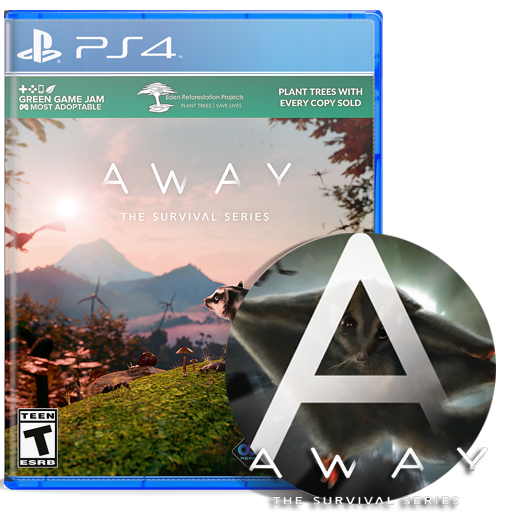 PS4
GREEN GAME JAM
MOST ADOPTABLE
Eden Reforestation Projects
PLANT TREES | SAVE LIVES
PLANT TREES WITH
EVERY COPY SOLD
AWAY
THE SURVIVAL SERIES
TEEN
T
ESRB
A
AWAY
THE SURVIVAL SERIES